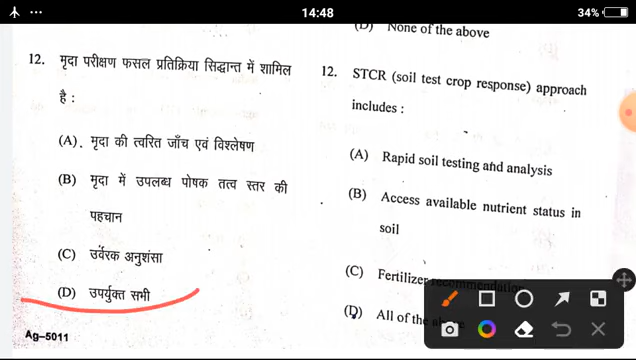 14:48
34%
(D) None of the above
12. मृदा परीक्षण फसल प्रतिक्रिया सिद्धान्त में शामिल
है :
(A) मृदा की त्वरित जाँच एवं विश्लेषण
(B) मृदा में उपलब्ध पोषक तत्व स्तर की
पहचान
(C) उर्वरक अनुशंसा
(D) उपर्युक्त सभी
Ag–5011
12. STCR (soil test crop response) approach
includes :
(A) Rapid soil testing and analysis
(B) Access available nutrient status in
soil
(C) Fertilizer recommendation
(D) All of the above